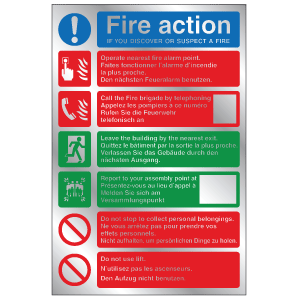 Fire action
IF YOU DISCOVER OR SUSPECT A FIRE
Operate nearest fire alarm point.
Faites fonctionner l'alarme d'incendie
la plus proche.
Den nächsten Feueralarm benutzen.
Call the Fire brigade by telephoning
Appelez les pompiers a ce numéro
Rufen Sie die Feuerwehr
telefonisch an
Leave the building by the nearest exit.
Quittez le batiment par la sortie la plus proche.
Verlassen Sie das Gebäude durch den
nächsten Ausgang.
Report to your assembly point at
Présentez-vous au lieu d'appel à
Melden Sie sich am
Versammlungspunkt
Do not stop to collect personal belongings.
Ne vous arrêtez pas pour prendre vos
effets personnels.
Nicht aufhalten, um persönlichen Dinge zu holen.
Do not use lift.
N'utilisez pas les ascenseurs.
Den Aufzug nicht benutzen